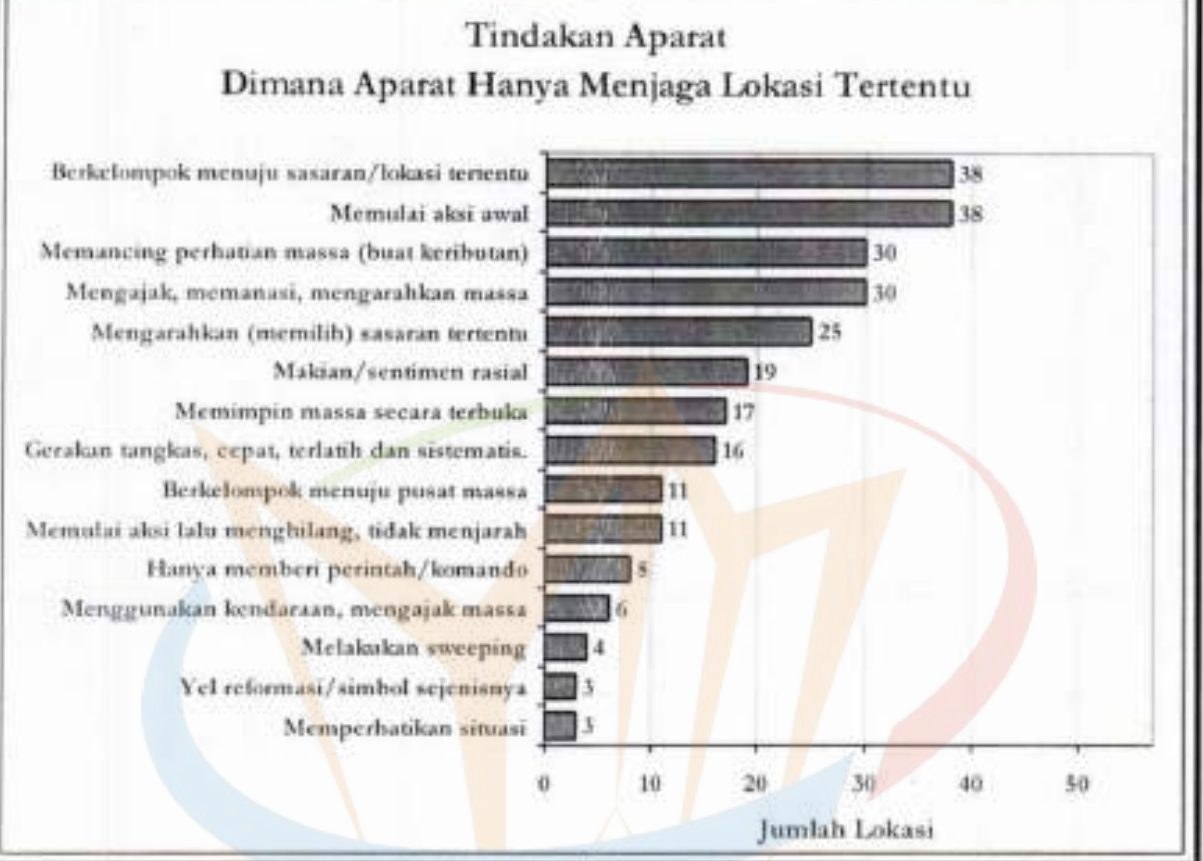 Tindakan Aparat
Dimana Aparat Hanya Menjaga Lokasi Tertentu
Berkelompok menuju sasaran/lokasi tertentu 38
Memulai aksi awal 38
Memancing perhatian massa (buat keributan) 30
Mengajak, memanasi, mengarahkan massa 30
Mengarahkan (memilih) sasaran tertentu 25
Makian/sentimen rasial 19
Memimpin massa secara terbuka 17
Gerakan tangkas, cepat, terlatih dan sistematis. 16
Berkelompok menuju pusat massa 11
Memulai aksi lalu menghilang, tidak menjarah 11
Hanya memberi perintah/komando 8
Menggunakan kendaraan, mengajak massa 6
Melakukan sweeping 4
Yel reformasi/simbol sejenisnya 3
Memperhatikan situasi 3
0 10 20 30 40 50
Jumlah Lokasi